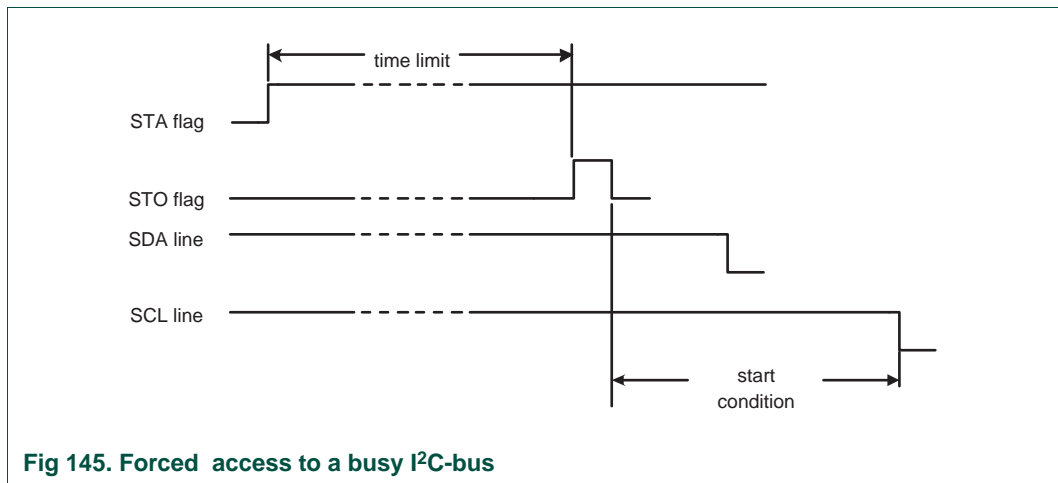 time limit
STA flag
STO flag
SDA line
SCL line
start
condition
Fig 145. Forced access to a busy I²C-bus